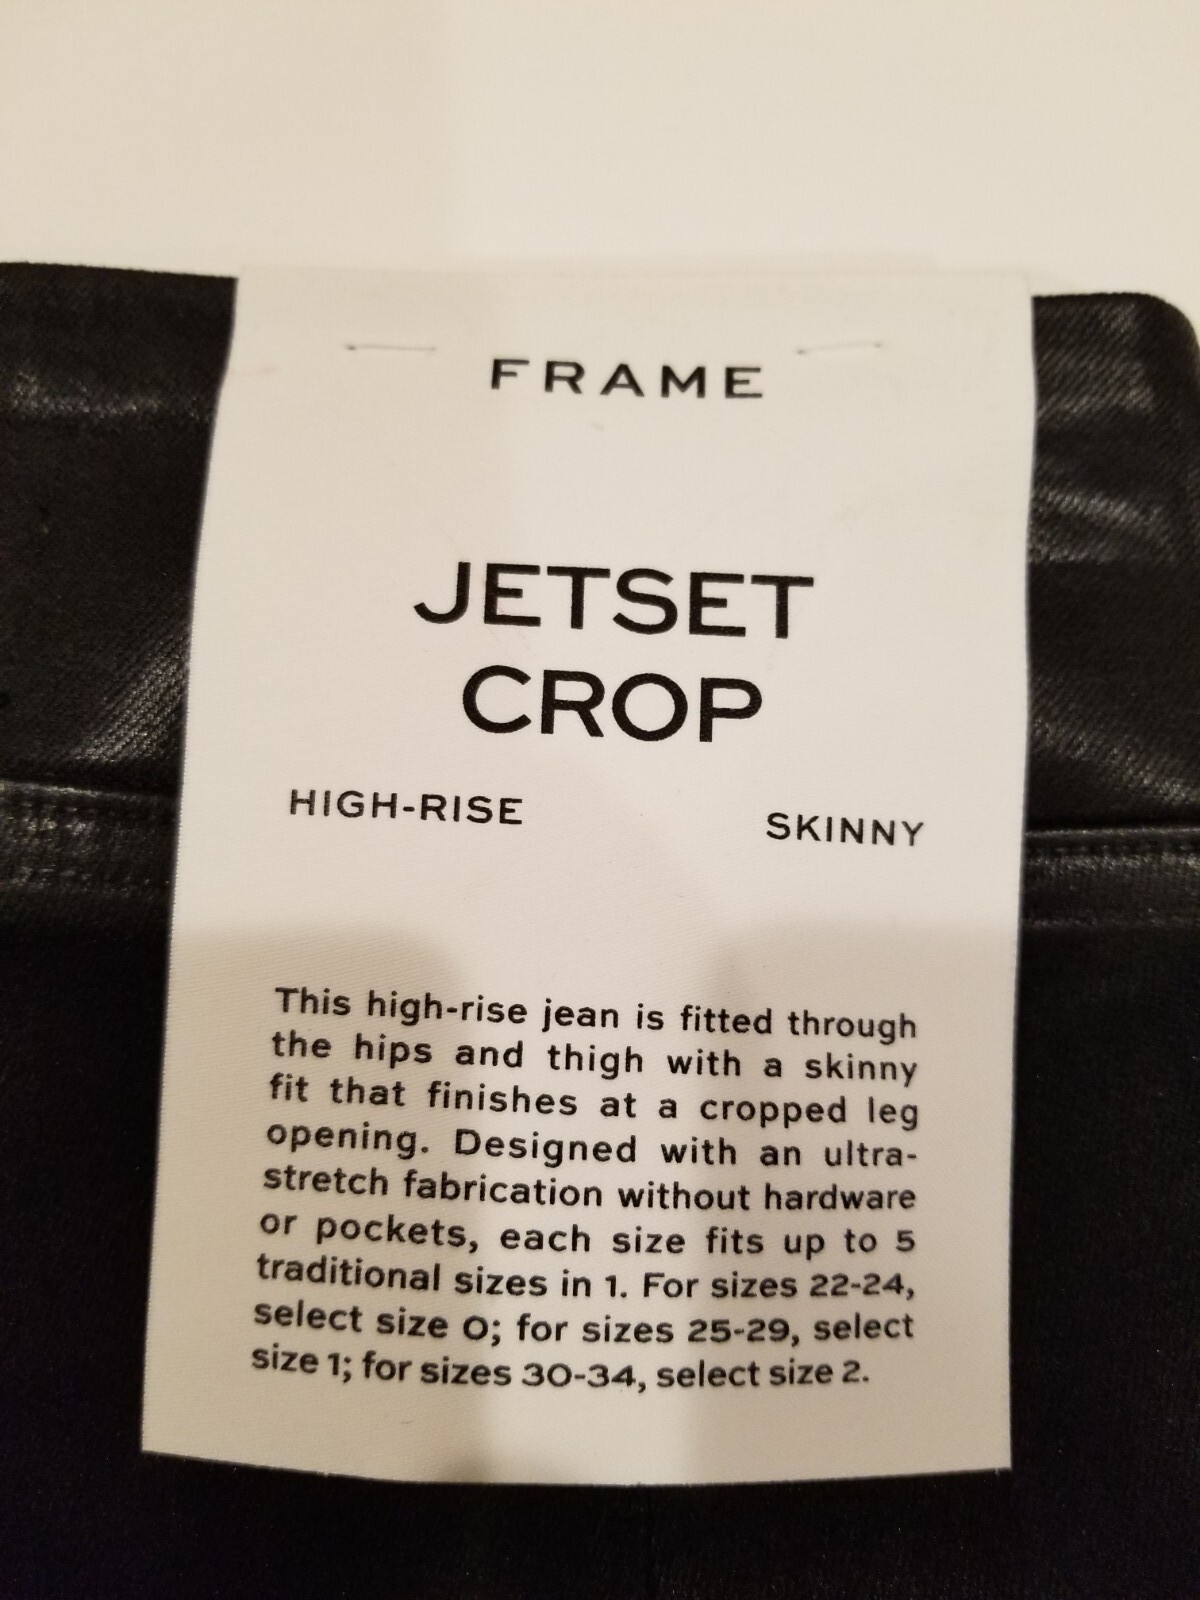 FRAME
JETSET
CROP
HIGH-RISE SKINNY
This high-rise jean is fitted through
the hips and thigh with a skinny
fit that finishes at a cropped leg
opening. Designed with an ultra-
stretch fabrication without hardware
or pockets, each size fits up to 5
traditional sizes in 1. For sizes 22-24,
select size 0; for sizes 25-29, select
size 1; for sizes 30-34, select size 2.